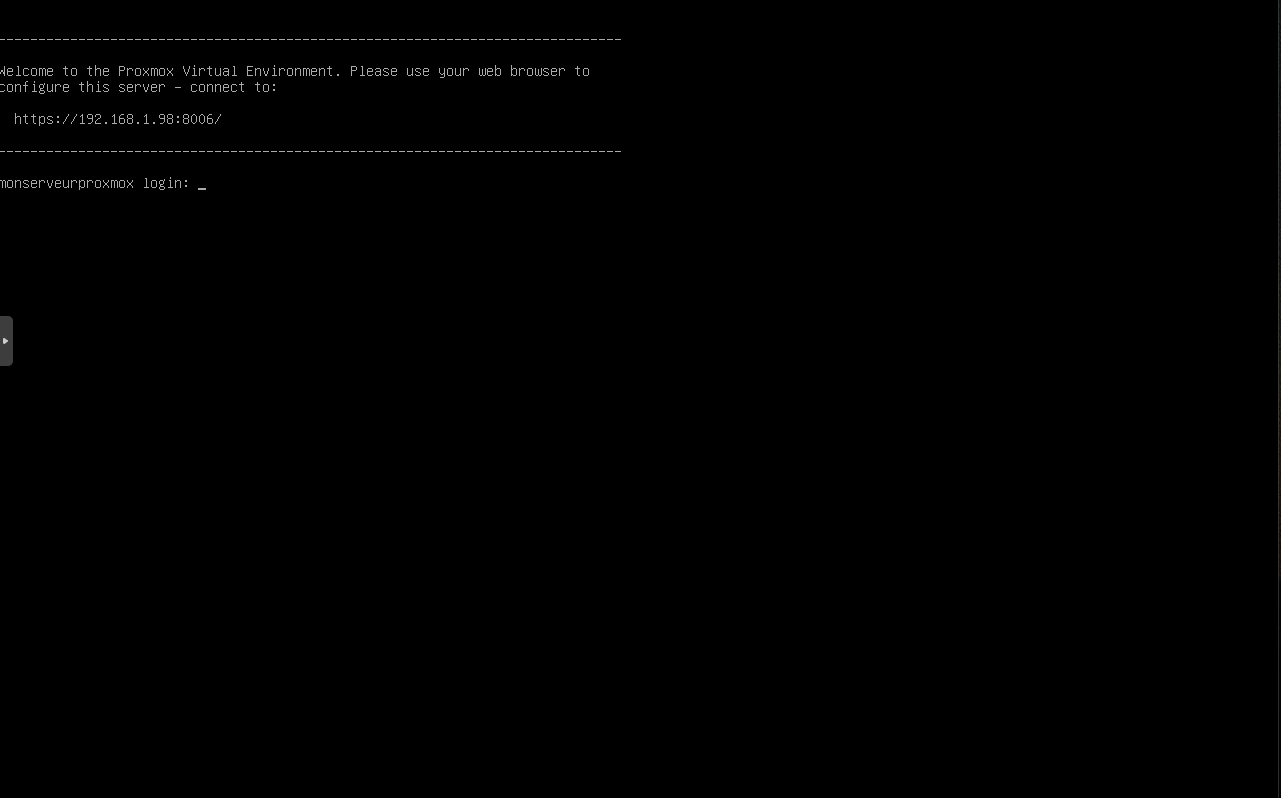 --------------------------------------------------------------------------------
Welcome to the Proxmox Virtual Environment. Please use your web browser to
configure this server - connect to:
https://192.168.1.98:8006/
--------------------------------------------------------------------------------
monserveurproxmox login: _